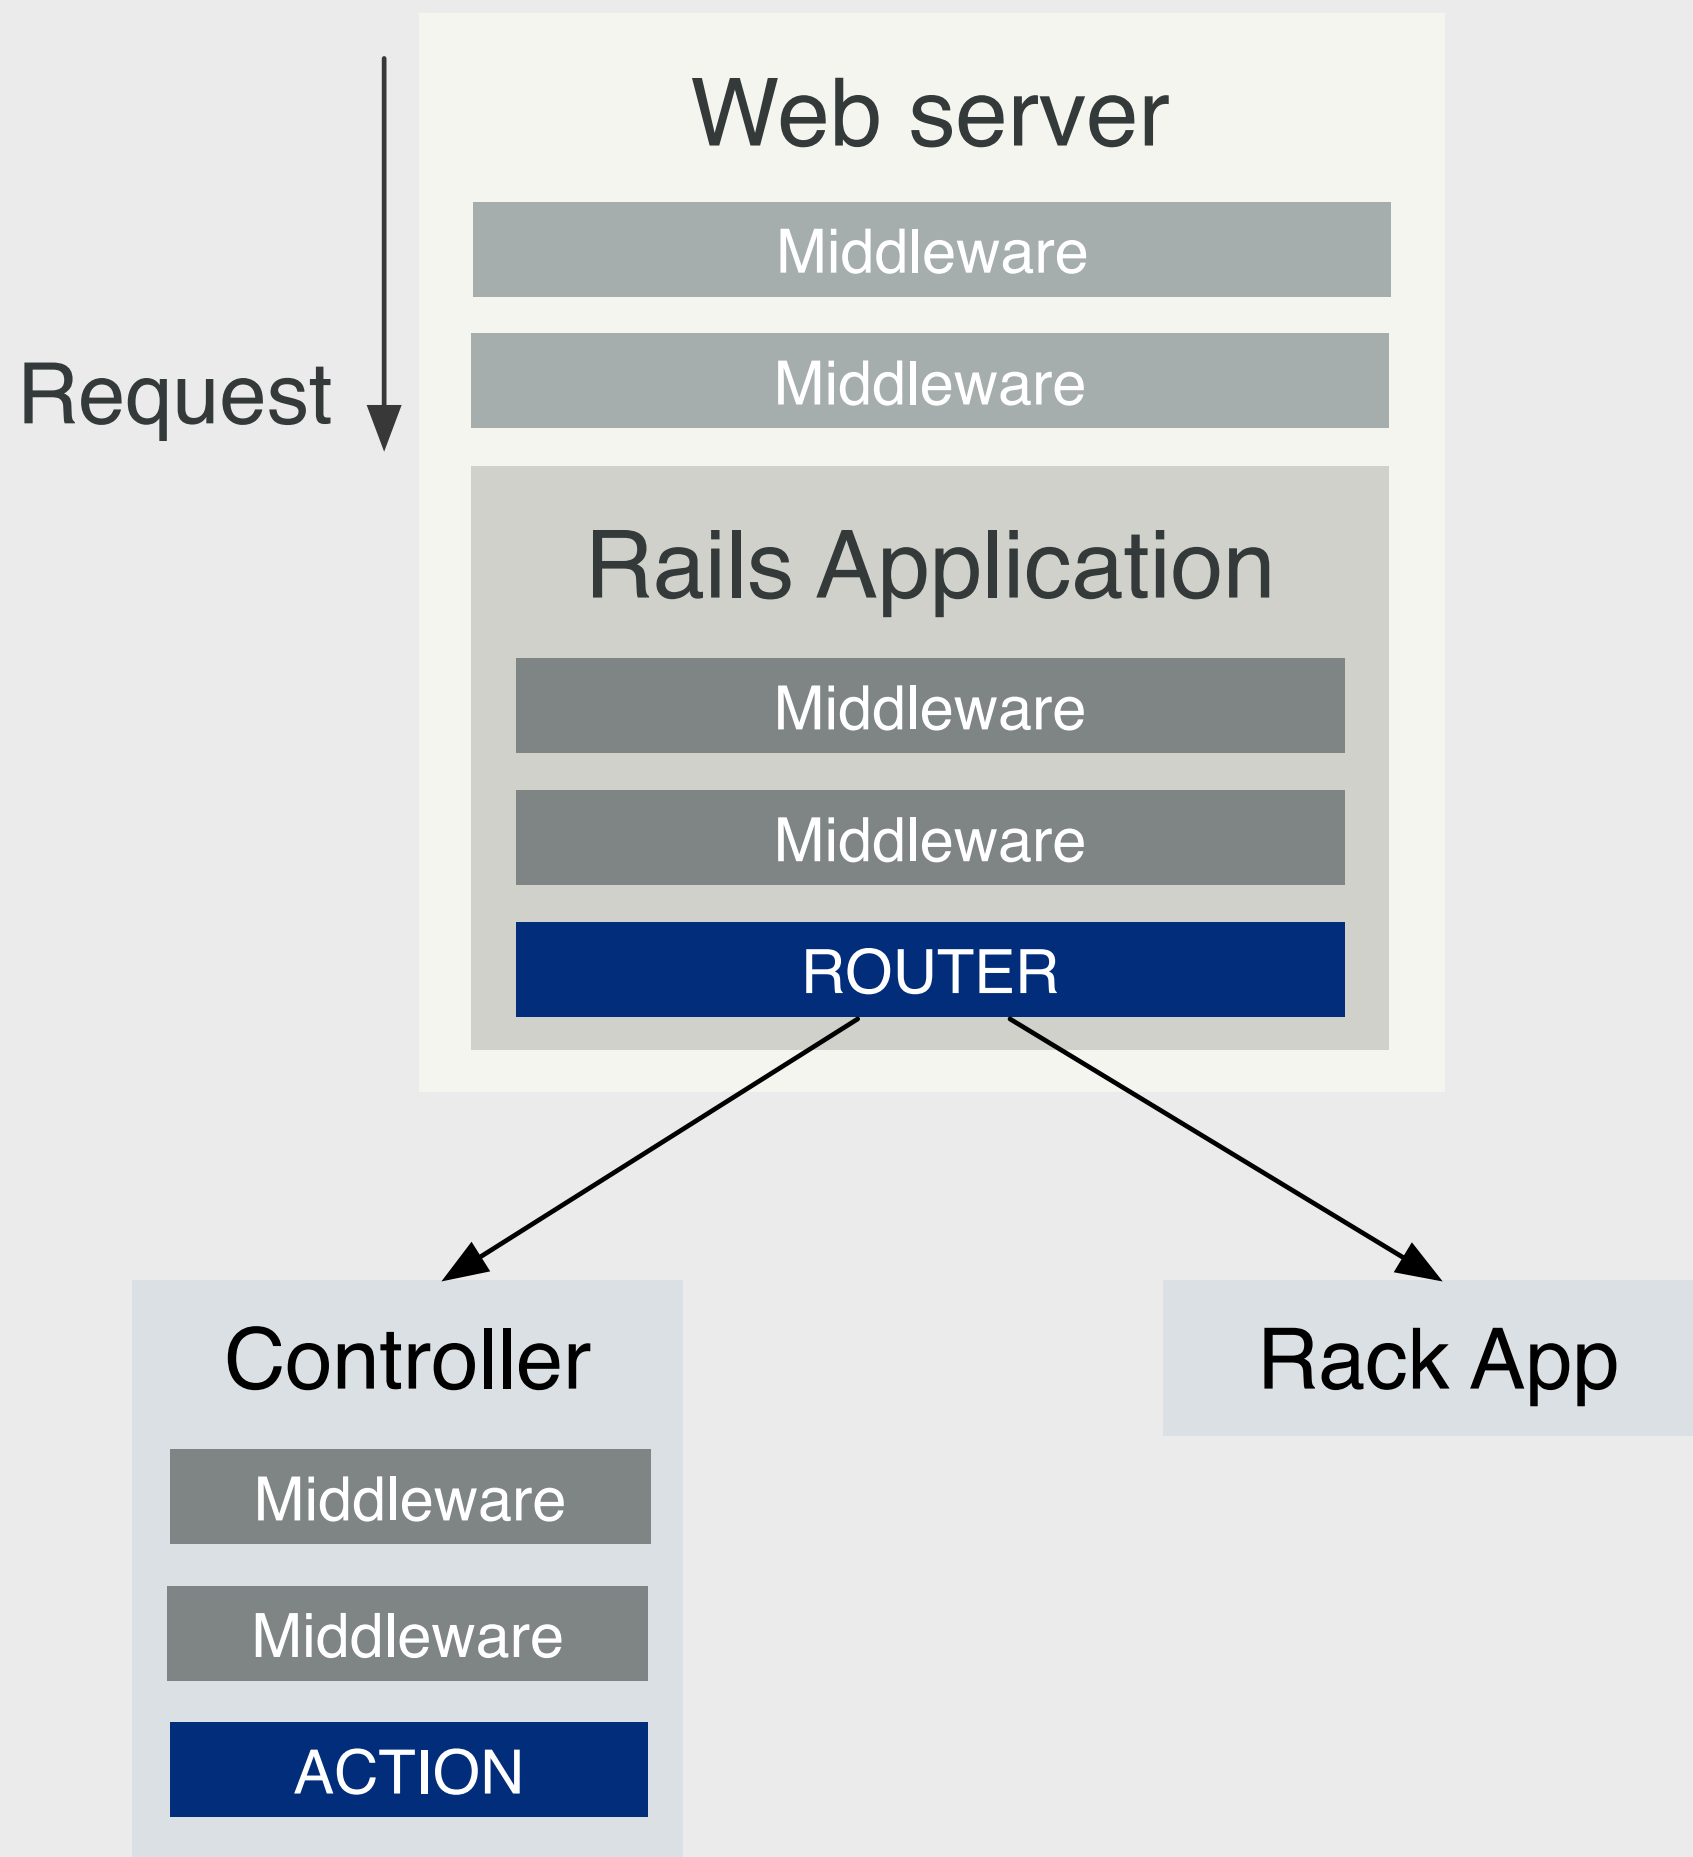 Web server
Middleware
Middleware
Request
Rails Application
Middleware
Middleware
ROUTER
Controller
Rack App
Middleware
Middleware
ACTION